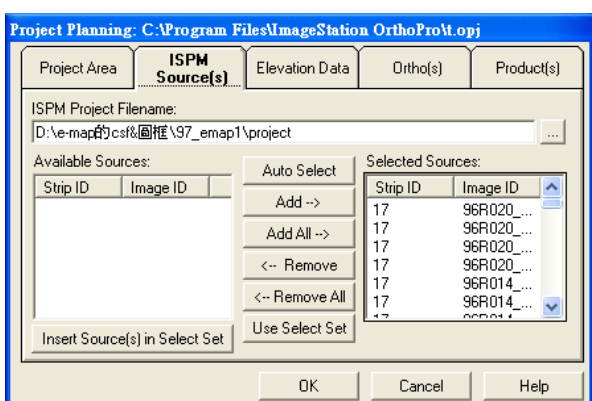 Project Planning: C:\Program Files\ImageStation OrthoPro\t.opj
Project Area
ISPM
Source(s)
Elevation Data
Ortho(s)
Product(s)
ISPM Project Filename:
D:\e-map的csf&圖框\97_emap1\project
...
Available Sources:
Strip ID Image ID
Insert Source(s) in Select Set
Auto Select
Add -->
Add All -->
<-- Remove
<-- Remove All
Use Select Set
Selected Sources:
Strip ID Image ID
17 96R020_...
17 96R020_...
17 96R020_...
17 96R020_...
17 96R014_...
17 96R014_...
OK
Cancel
Help